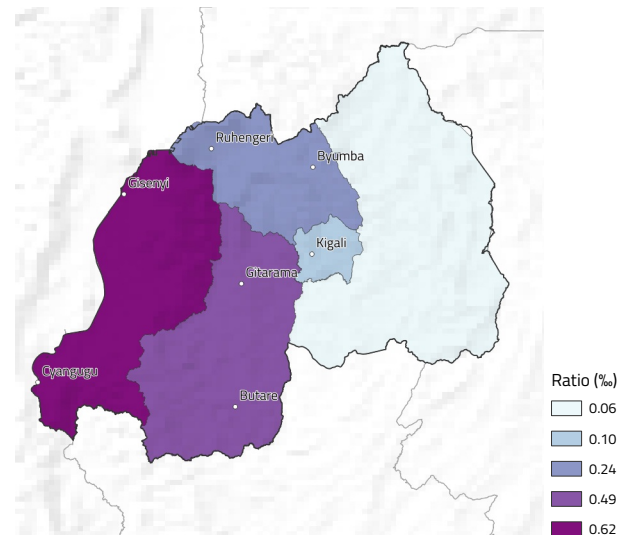 Ruhengeri
Byumba
Gisenyi
Kigali
Gitarama
Cyangugu
Butare
Ratio (‰)
0.06
0.10
0.24
0.49
0.62